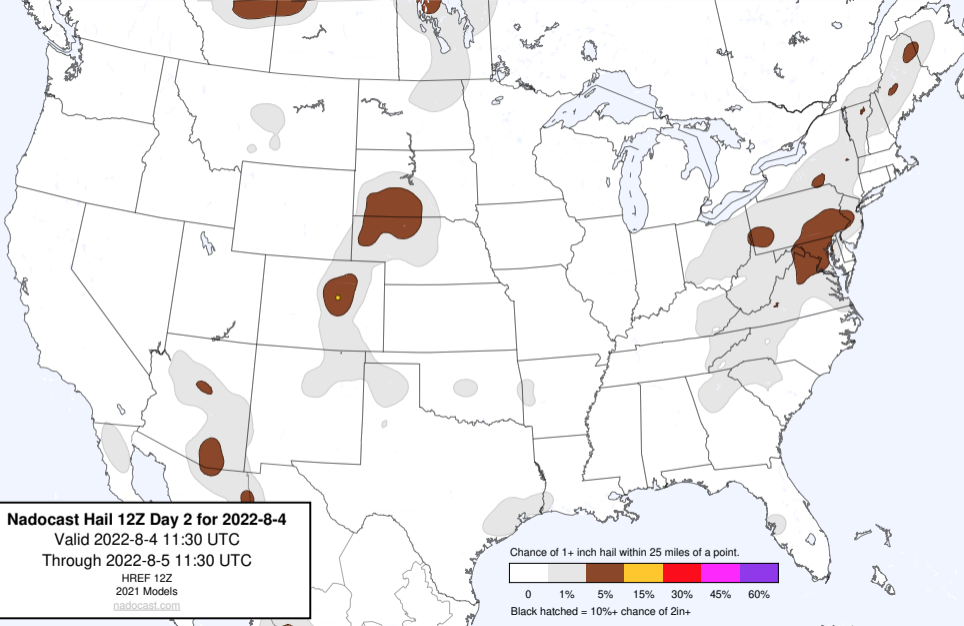 Nadocast Hail 12Z Day 2 for 2022-8-4
Valid 2022-8-4 11:30 UTC
Through 2022-8-5 11:30 UTC
HREF 12Z
2021 Models
nadocast.com
Chance of 1+ inch hail within 25 miles of a point.
0 1% 5% 15% 30% 45% 60%
Black hatched = 10%+ chance of 2in+